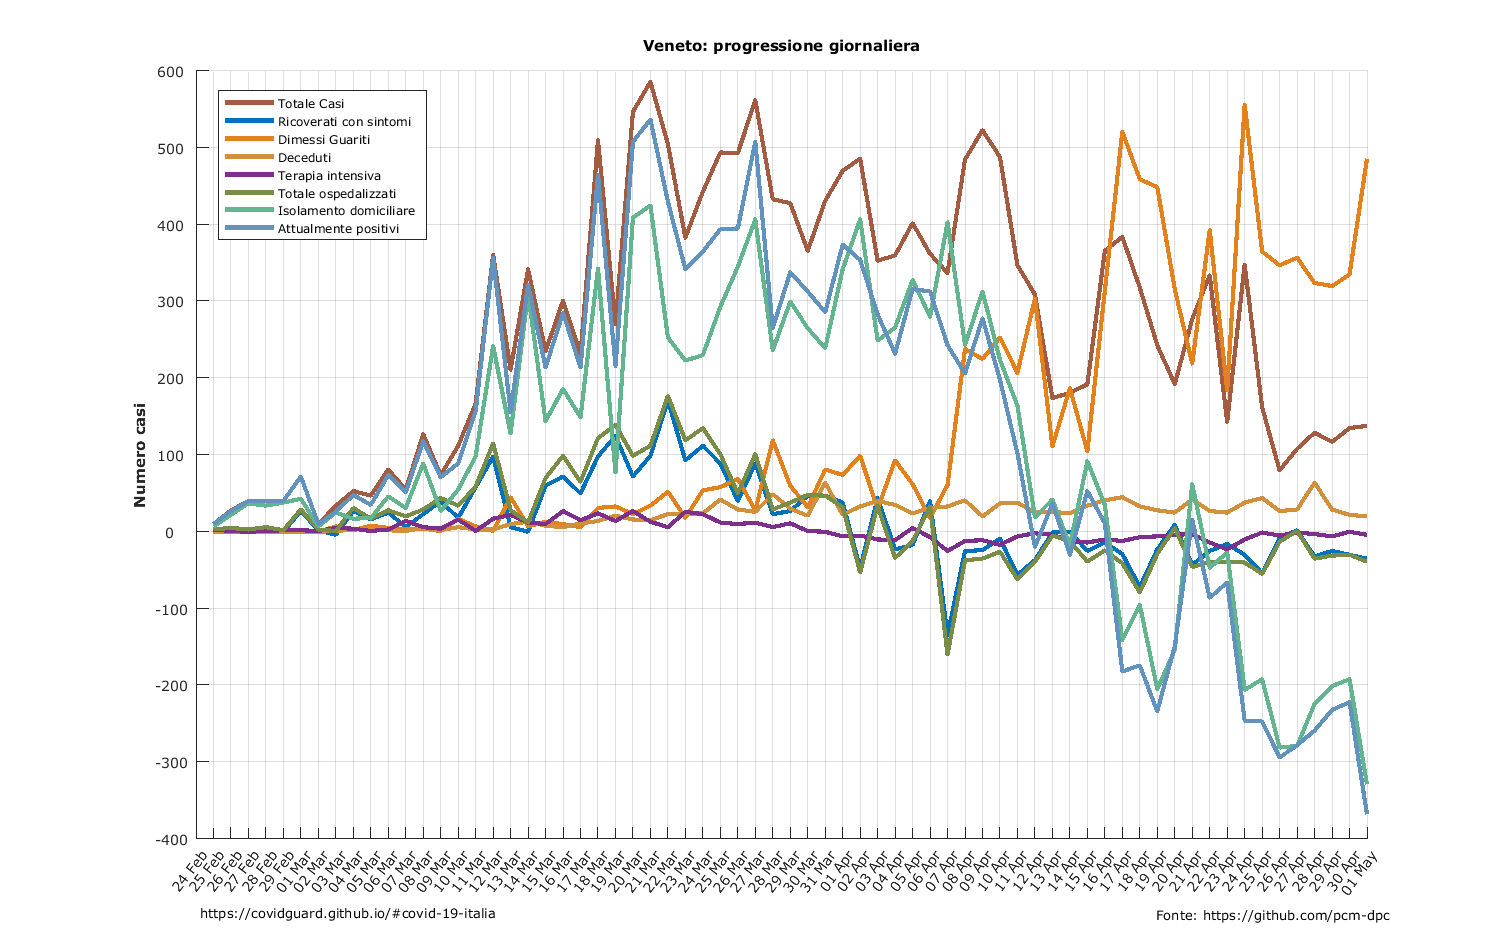 Veneto: progressione giornaliera
600
500
400
300
200
100
0
-100
-200
-300
-400
Numero casi
Totale Casi
Ricoverati con sintomi
Dimessi Guariti
Deceduti
Terapia intensiva
Totale ospedalizzati
Isolamento domiciliare
Attualmente positivi
24 Feb
25 Feb
26 Feb
27 Feb
28 Feb
29 Feb
01 Mar
02 Mar
03 Mar
04 Mar
05 Mar
06 Mar
07 Mar
08 Mar
09 Mar
10 Mar
11 Mar
12 Mar
13 Mar
14 Mar
15 Mar
16 Mar
17 Mar
18 Mar
19 Mar
20 Mar
21 Mar
22 Mar
23 Mar
24 Mar
25 Mar
26 Mar
27 Mar
28 Mar
29 Mar
30 Mar
31 Mar
01 Apr
02 Apr
03 Apr
04 Apr
05 Apr
06 Apr
07 Apr
08 Apr
09 Apr
10 Apr
11 Apr
12 Apr
13 Apr
14 Apr
15 Apr
16 Apr
17 Apr
18 Apr
19 Apr
20 Apr
21 Apr
22 Apr
23 Apr
24 Apr
25 Apr
26 Apr
27 Apr
28 Apr
29 Apr
30 Apr
01 May
https://covidguard.github.io/#covid-19-italia
Fonte: https://github.com/pcm-dpc